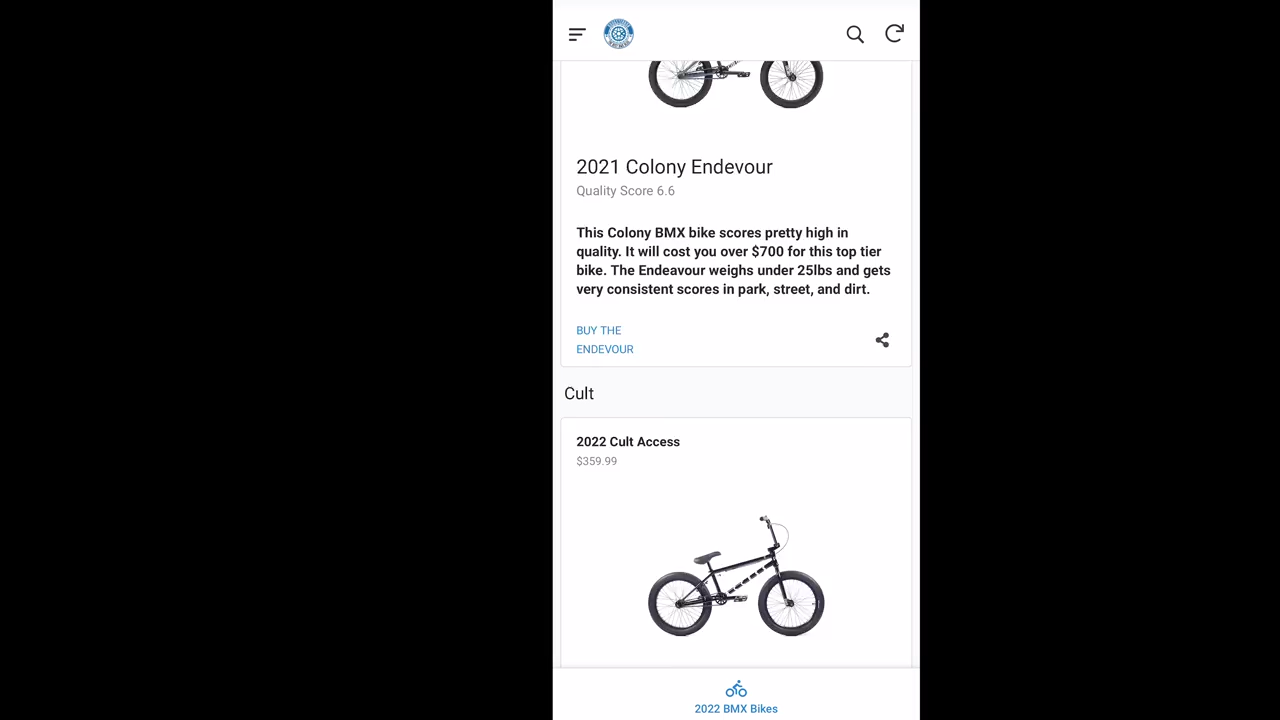 2021 Colony Endevour
Quality Score 6.6
This Colony BMX bike scores pretty high in
quality. It will cost you over $700 for this top tier
bike. The Endeavour weighs under 25lbs and gets
very consistent scores in park, street, and dirt.
BUY THE
ENDEVOUR
Cult
2022 Cult Access
$359.99
2022 BMX Bikes